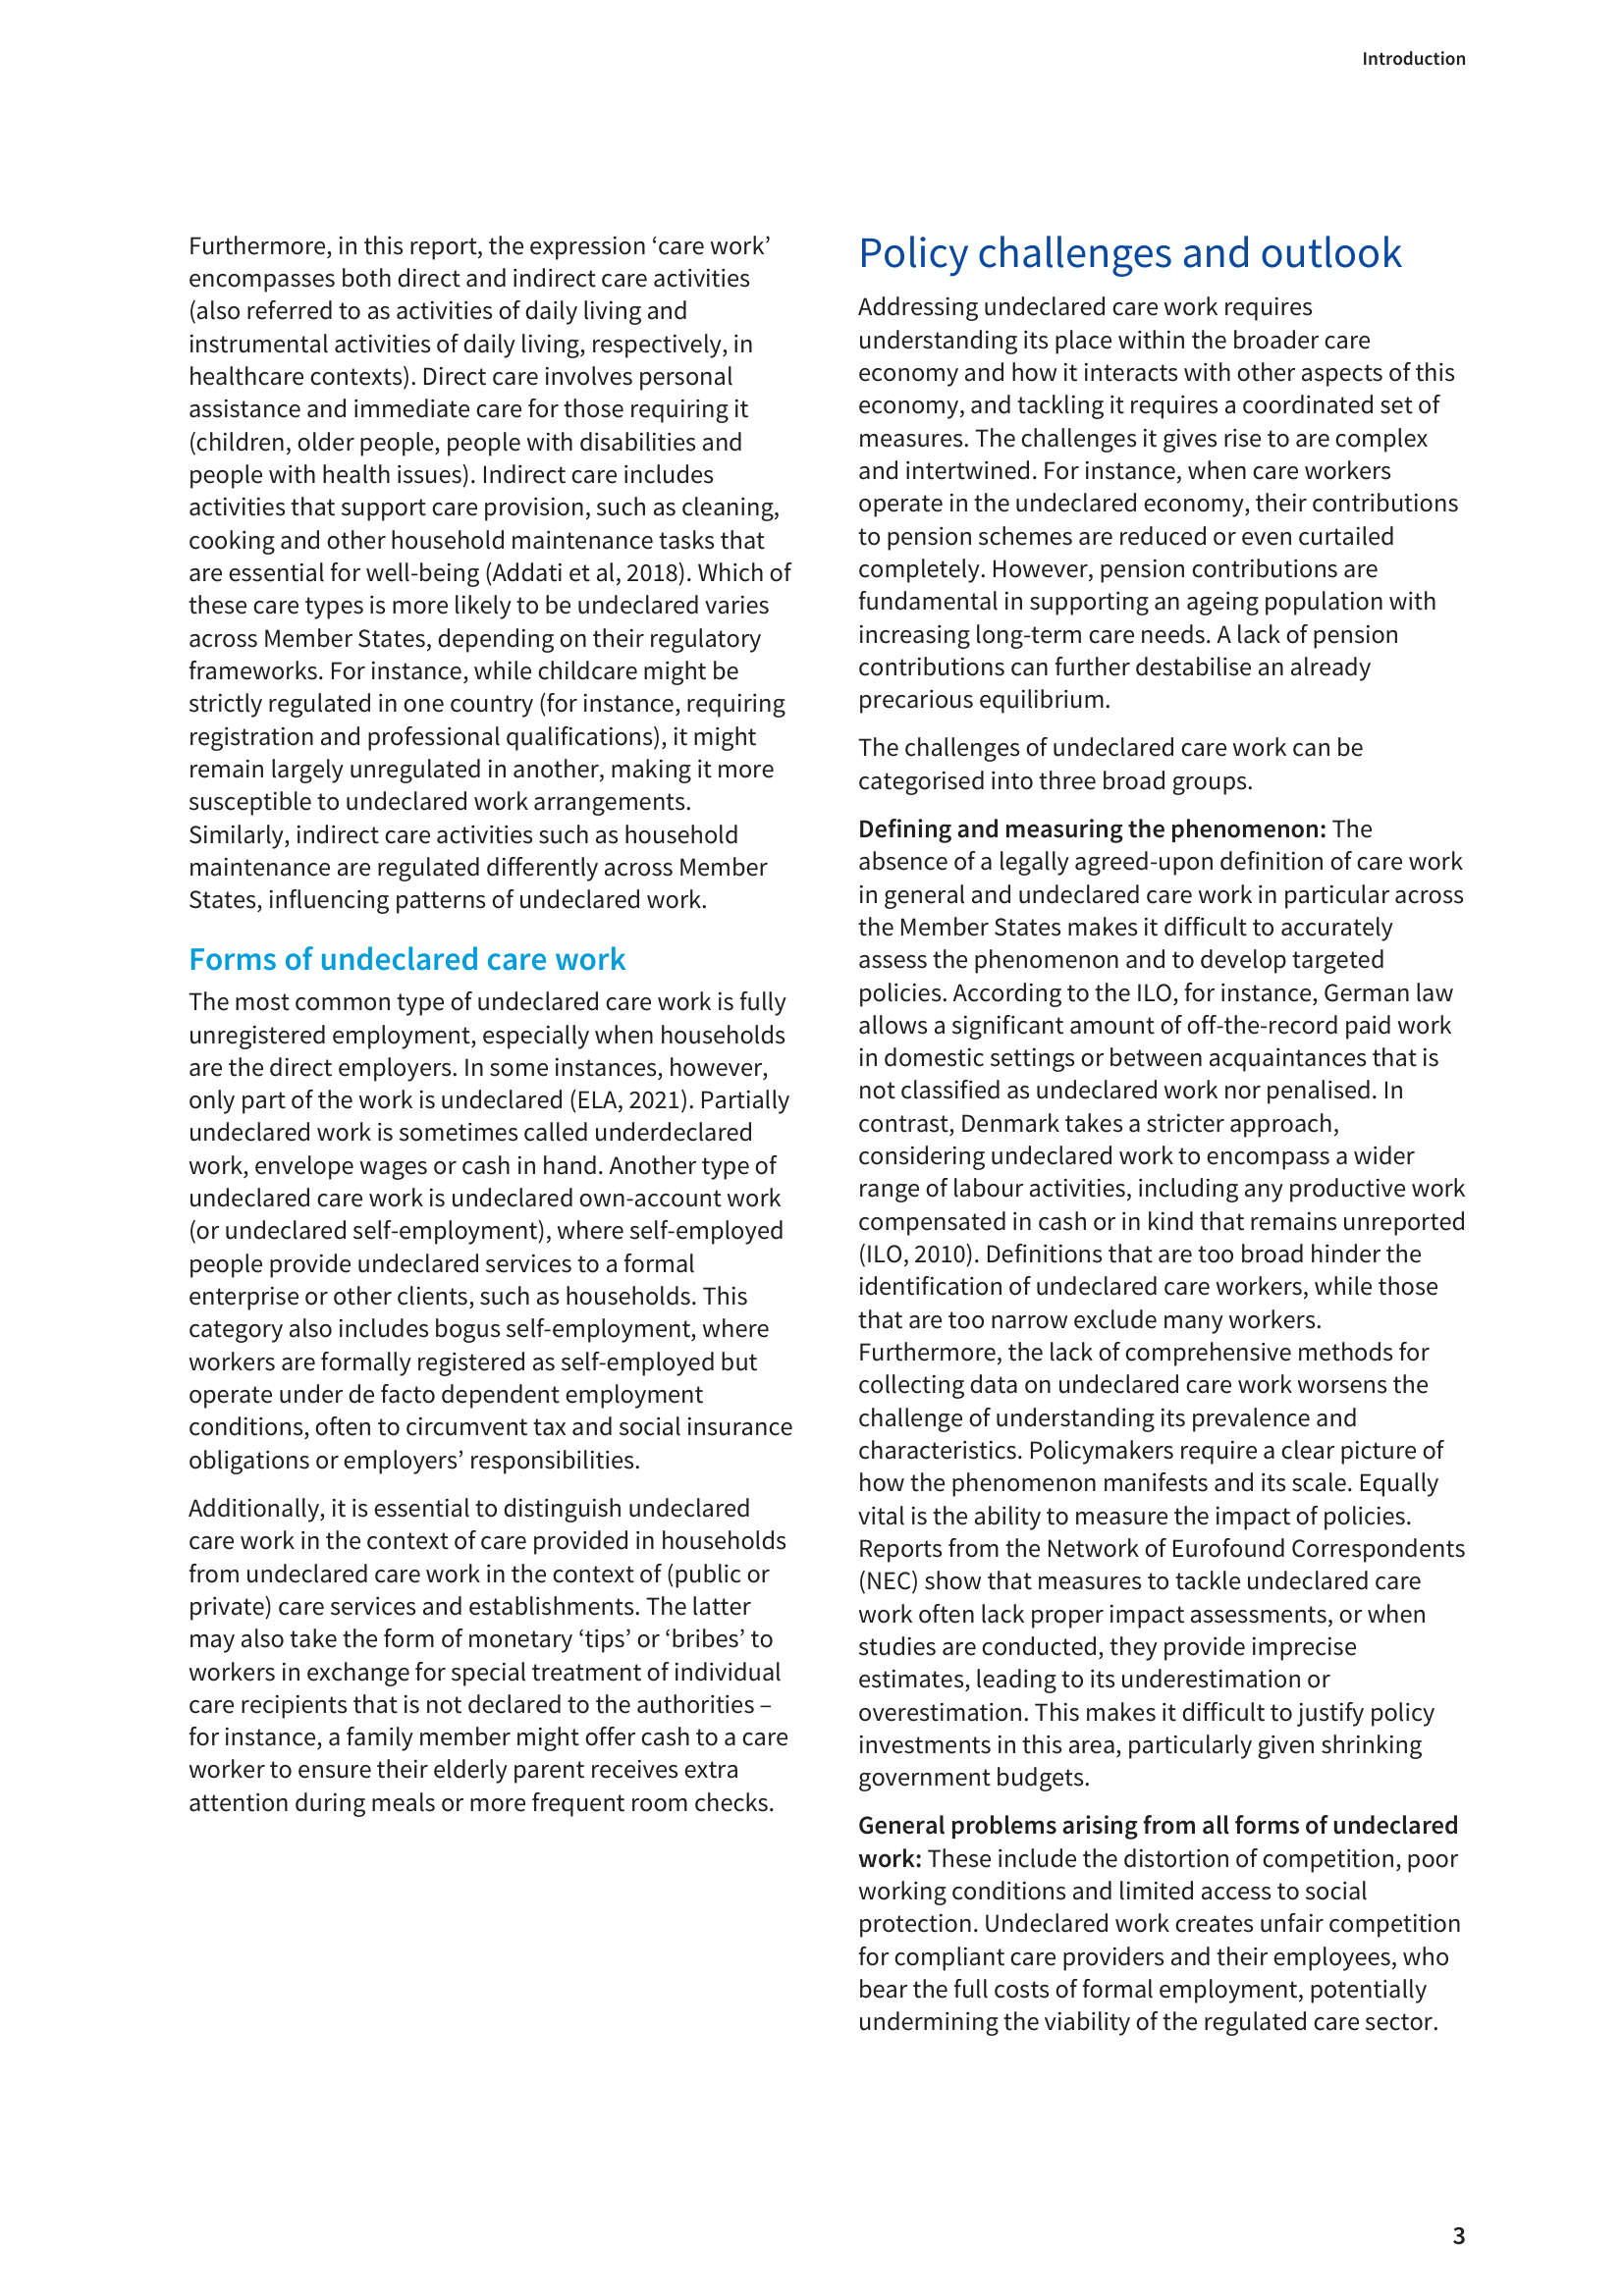 Introduction
Furthermore, in this report, the expression ‘care work’
encompasses both direct and indirect care activities
(also referred to as activities of daily living and
instrumental activities of daily living, respectively, in
healthcare contexts). Direct care involves personal
assistance and immediate care for those requiring it
(children, older people, people with disabilities and
people with health issues). Indirect care includes
activities that support care provision, such as cleaning,
cooking and other household maintenance tasks that
are essential for well-being (Addati et al, 2018). Which of
these care types is more likely to be undeclared varies
across Member States, depending on their regulatory
frameworks. For instance, while childcare might be
strictly regulated in one country (for instance, requiring
registration and professional qualifications), it might
remain largely unregulated in another, making it more
susceptible to undeclared work arrangements.
Similarly, indirect care activities such as household
maintenance are regulated differently across Member
States, influencing patterns of undeclared work.
Forms of undeclared care work
The most common type of undeclared care work is fully
unregistered employment, especially when households
are the direct employers. In some instances, however,
only part of the work is undeclared (ELA, 2021). Partially
undeclared work is sometimes called underdeclared
work, envelope wages or cash in hand. Another type of
undeclared care work is undeclared own-account work
(or undeclared self-employment), where self-employed
people provide undeclared services to a formal
enterprise or other clients, such as households. This
category also includes bogus self-employment, where
workers are formally registered as self-employed but
operate under de facto dependent employment
conditions, often to circumvent tax and social insurance
obligations or employers’ responsibilities.
Additionally, it is essential to distinguish undeclared
care work in the context of care provided in households
from undeclared care work in the context of (public or
private) care services and establishments. The latter
may also take the form of monetary ‘tips’ or ‘bribes’ to
workers in exchange for special treatment of individual
care recipients that is not declared to the authorities –
for instance, a family member might offer cash to a care
worker to ensure their elderly parent receives extra
attention during meals or more frequent room checks.
Policy challenges and outlook
Addressing undeclared care work requires
understanding its place within the broader care
economy and how it interacts with other aspects of this
economy, and tackling it requires a coordinated set of
measures. The challenges it gives rise to are complex
and intertwined. For instance, when care workers
operate in the undeclared economy, their contributions
to pension schemes are reduced or even curtailed
completely. However, pension contributions are
fundamental in supporting an ageing population with
increasing long-term care needs. A lack of pension
contributions can further destabilise an already
precarious equilibrium.
The challenges of undeclared care work can be
categorised into three broad groups.
Defining and measuring the phenomenon: The
absence of a legally agreed-upon definition of care work
in general and undeclared care work in particular across
the Member States makes it difficult to accurately
assess the phenomenon and to develop targeted
policies. According to the ILO, for instance, German law
allows a significant amount of off-the-record paid work
in domestic settings or between acquaintances that is
not classified as undeclared work nor penalised. In
contrast, Denmark takes a stricter approach,
considering undeclared work to encompass a wider
range of labour activities, including any productive work
compensated in cash or in kind that remains unreported
(ILO, 2010). Definitions that are too broad hinder the
identification of undeclared care workers, while those
that are too narrow exclude many workers.
Furthermore, the lack of comprehensive methods for
collecting data on undeclared care work worsens the
challenge of understanding its prevalence and
characteristics. Policymakers require a clear picture of
how the phenomenon manifests and its scale. Equally
vital is the ability to measure the impact of policies.
Reports from the Network of Eurofound Correspondents
(NEC) show that measures to tackle undeclared care
work often lack proper impact assessments, or when
studies are conducted, they provide imprecise
estimates, leading to its underestimation or
overestimation. This makes it difficult to justify policy
investments in this area, particularly given shrinking
government budgets.
General problems arising from all forms of undeclared
work: These include the distortion of competition, poor
working conditions and limited access to social
protection. Undeclared work creates unfair competition
for compliant care providers and their employees, who
bear the full costs of formal employment, potentially
undermining the viability of the regulated care sector.
3